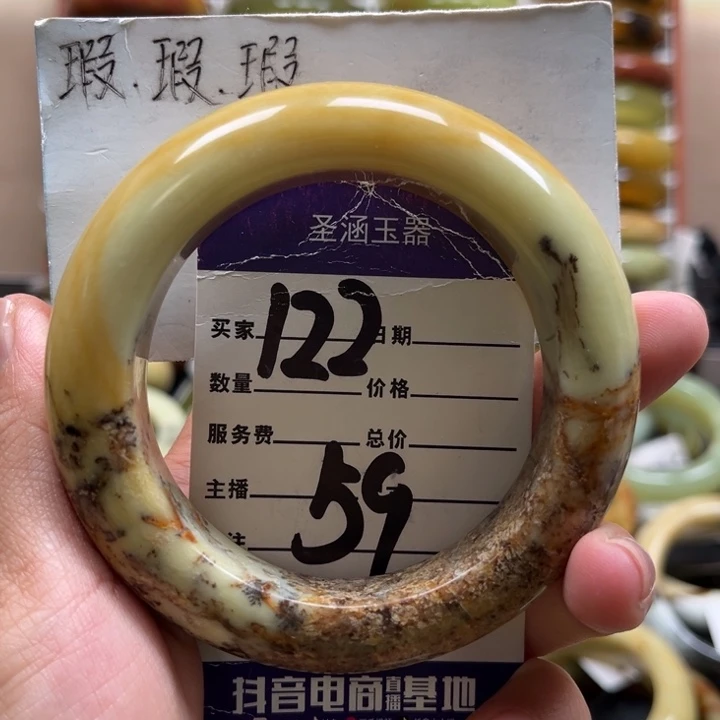 瑕.瑕.瑕
圣涵玉器
买家 122 日期
数量 价格
服务费 总价
主播 59
注
抖音电商直播基地